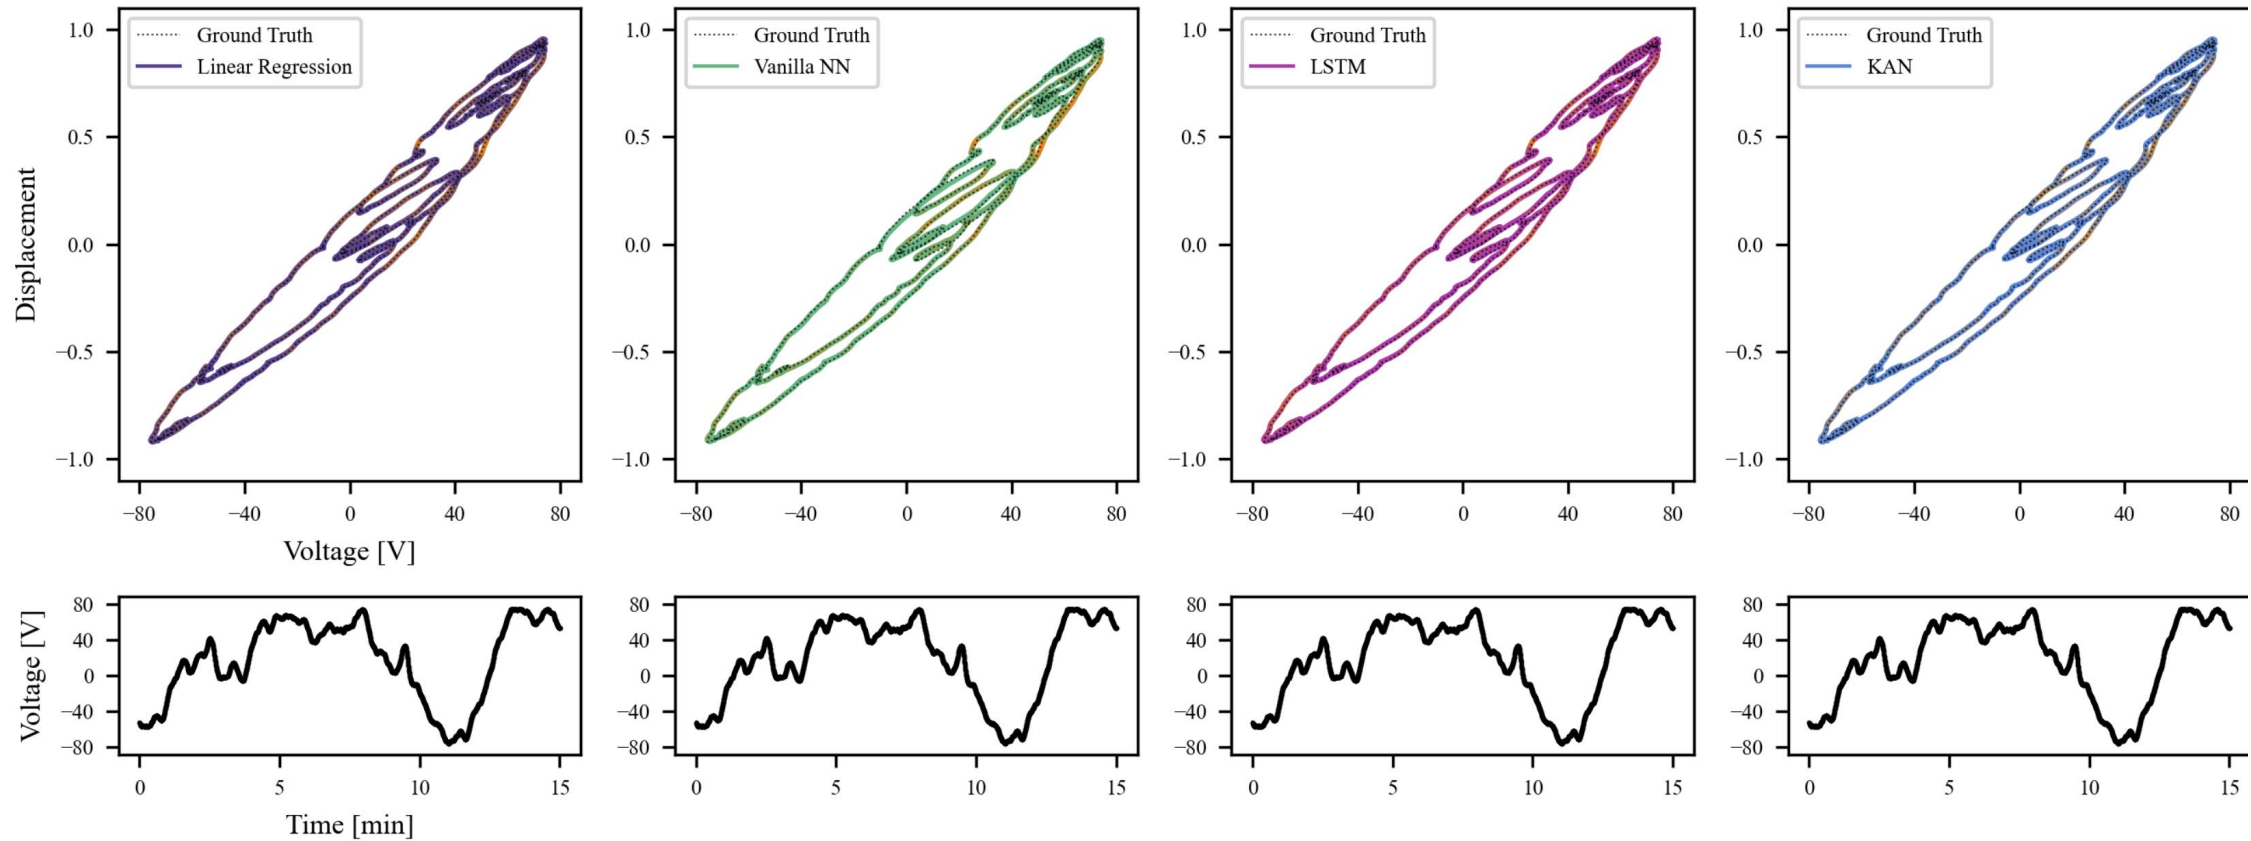 Ground Truth
Linear Regression
Ground Truth
Vanilla NN
Ground Truth
LSTM
Ground Truth
KAN
Displacement
1.0
0.5
0.0
−0.5
−1.0
1.0
0.5
0.0
−0.5
−1.0
1.0
0.5
0.0
−0.5
−1.0
1.0
0.5
0.0
−0.5
−1.0
−80 −40 0 40 80
−80 −40 0 40 80
−80 −40 0 40 80
−80 −40 0 40 80
Voltage [V]
Voltage [V]
80
40
0
−40
−80
80
40
0
−40
−80
80
40
0
−40
−80
80
40
0
−40
−80
0 5 10 15
0 5 10 15
0 5 10 15
0 5 10 15
Time [min]